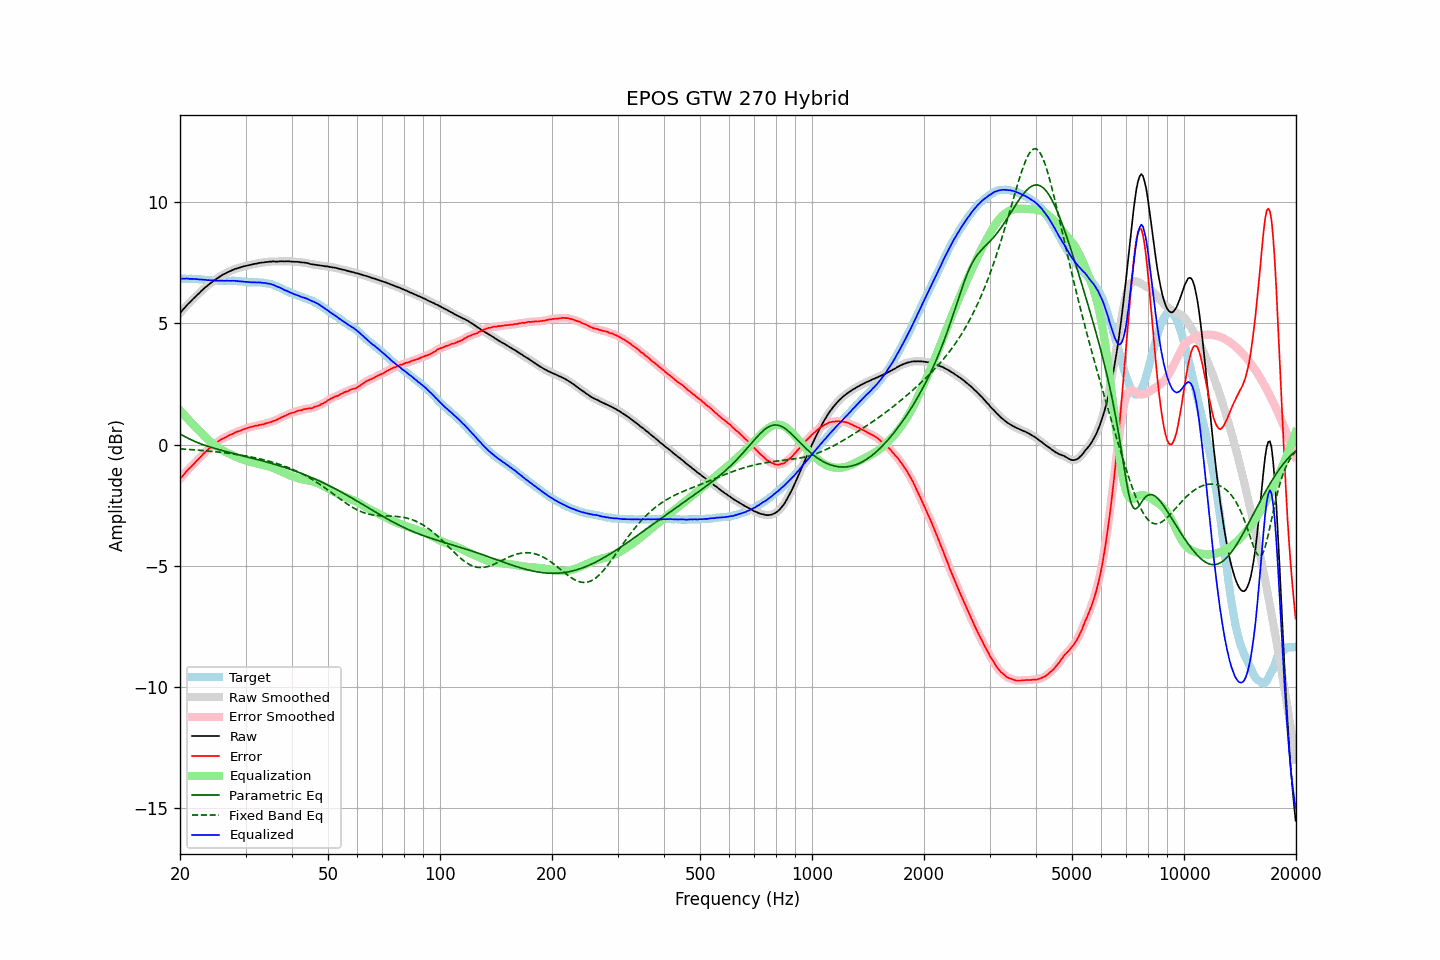 EPOS GTW 270 Hybrid
Amplitude (dBr)
10
5
0
−5
−10
−15
Target
Raw Smoothed
Error Smoothed
Raw
Error
Equalization
Parametric Eq
Fixed Band Eq
Equalized
20 50 100 200 500 1000 2000 5000 10000 20000
Frequency (Hz)